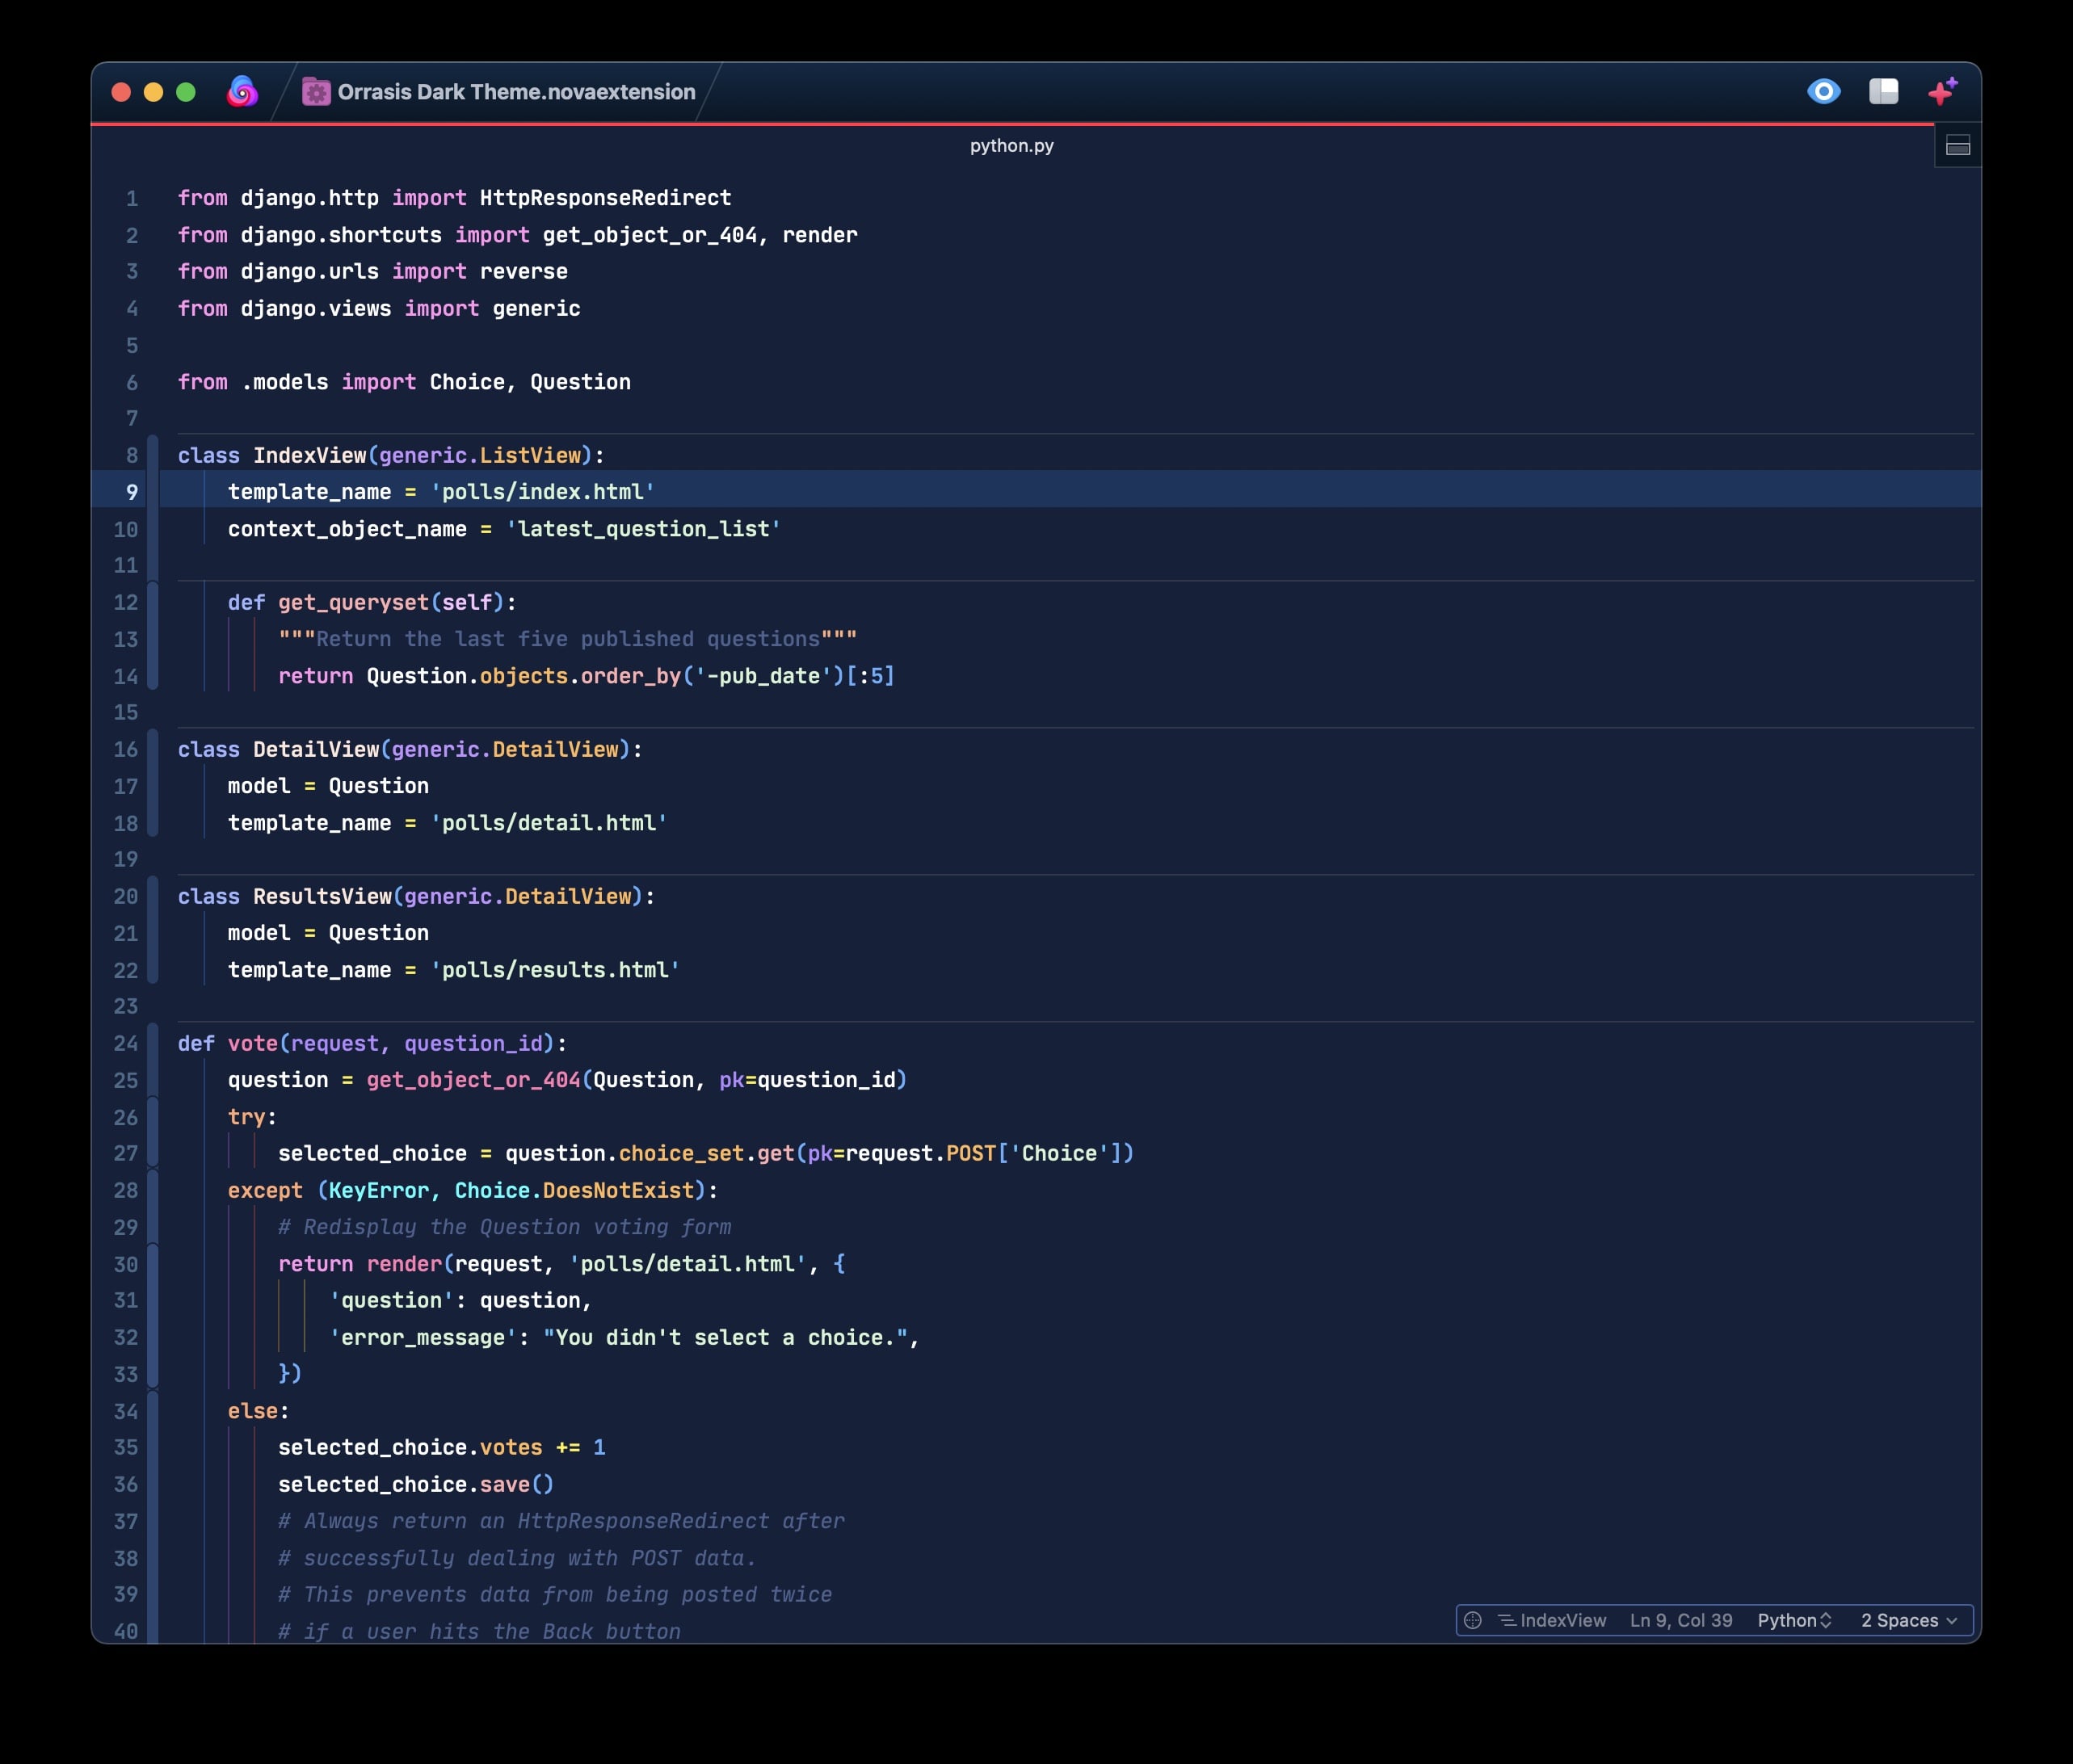 Orrasis Dark Theme.novaextension
python.py
1 from django.http import HttpResponseRedirect
2 from django.shortcuts import get_object_or_404, render
3 from django.urls import reverse
4 from django.views import generic
5
6 from .models import Choice, Question
7
8 class IndexView(generic.ListView):
9     template_name = 'polls/index.html'
10     context_object_name = 'latest_question_list'
11
12     def get_queryset(self):
13         """Return the last five published questions"""
14         return Question.objects.order_by('-pub_date')[:5]
15
16 class DetailView(generic.DetailView):
17     model = Question
18     template_name = 'polls/detail.html'
19
20 class ResultsView(generic.DetailView):
21     model = Question
22     template_name = 'polls/results.html'
23
24 def vote(request, question_id):
25     question = get_object_or_404(Question, pk=question_id)
26     try:
27         selected_choice = question.choice_set.get(pk=request.POST['Choice'])
28     except (KeyError, Choice.DoesNotExist):
29         # Redisplay the Question voting form
30         return render(request, 'polls/detail.html', {
31             'question': question,
32             'error_message': "You didn't select a choice.",
33         })
34     else:
35         selected_choice.votes += 1
36         selected_choice.save()
37         # Always return an HttpResponseRedirect after
38         # successfully dealing with POST data.
39         # This prevents data from being posted twice
40         # if a user hits the Back button
IndexView Ln 9, Col 39 Python 2 Spaces